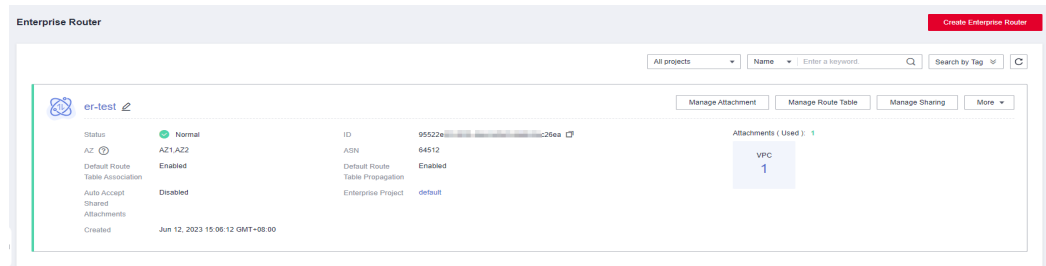 Enterprise Router
Create Enterprise Router
All projects
Name
Enter a keyword.
Search by Tag
er-test
Manage Attachment
Manage Route Table
Manage Sharing
More
Status
Normal
ID
95522e
c26ea
Attachments ( Used ): 1
AZ
AZ1,AZ2
ASN
64512
VPC
1
Default Route
Table Association
Enabled
Default Route
Table Propagation
Enabled
Auto Accept
Shared
Attachments
Disabled
Enterprise Project
default
Created
Jun 12, 2023 15:06:12 GMT+08:00